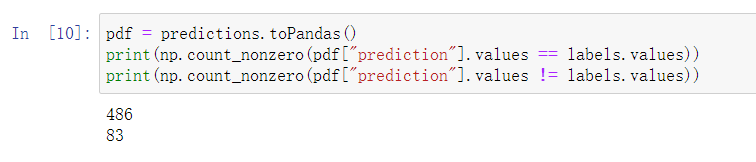 In [10]: pdf = predictions.toPandas()
print(np.count_nonzero(pdf["prediction"].values == labels.values))
print(np.count_nonzero(pdf["prediction"].values != labels.values))
486
83